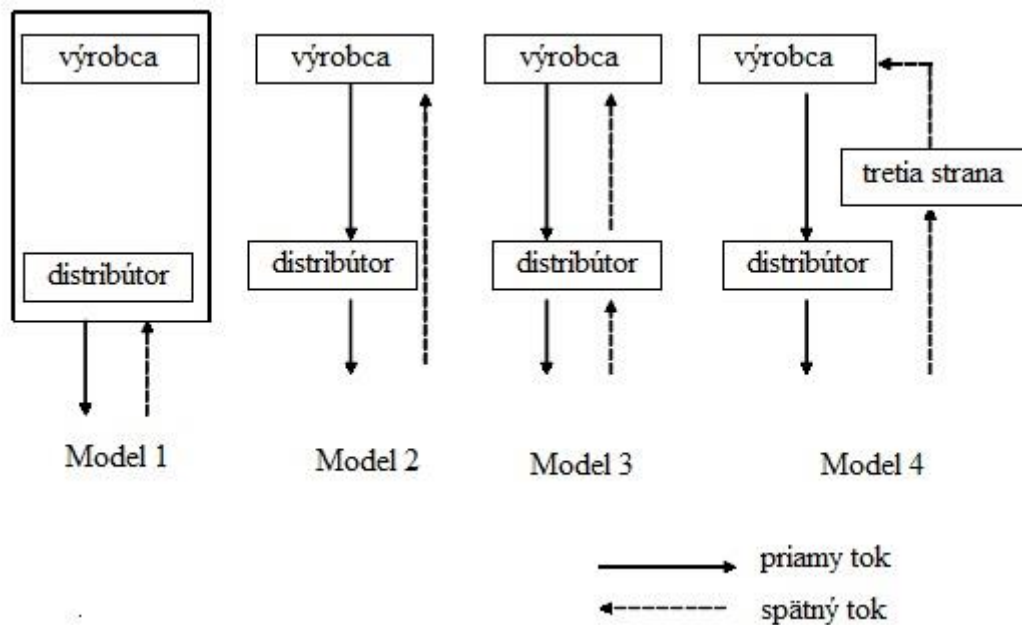 výrobca
distribútor
Model 1
výrobca
distribútor
Model 2
výrobca
distribútor
Model 3
výrobca
tretia strana
distribútor
Model 4
priamy tok
spätný tok